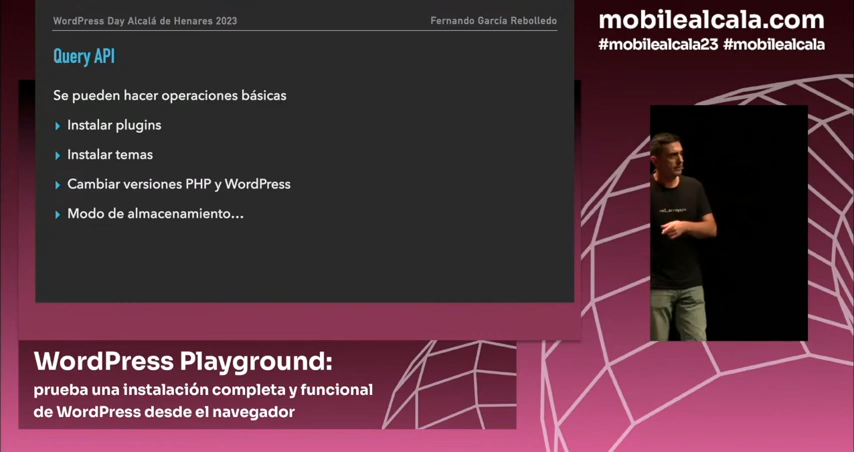 WordPress Day Alcalá de Henares 2023
Fernando García Rebolledo
Query API
Se pueden hacer operaciones básicas
Instalar plugins
Instalar temas
Cambiar versiones PHP y WordPress
Modo de almacenamiento...
mobilealcala.com
#mobilealcala23 #mobilealcala
WordPress Playground:
prueba una instalación completa y funcional
de WordPress desde el navegador